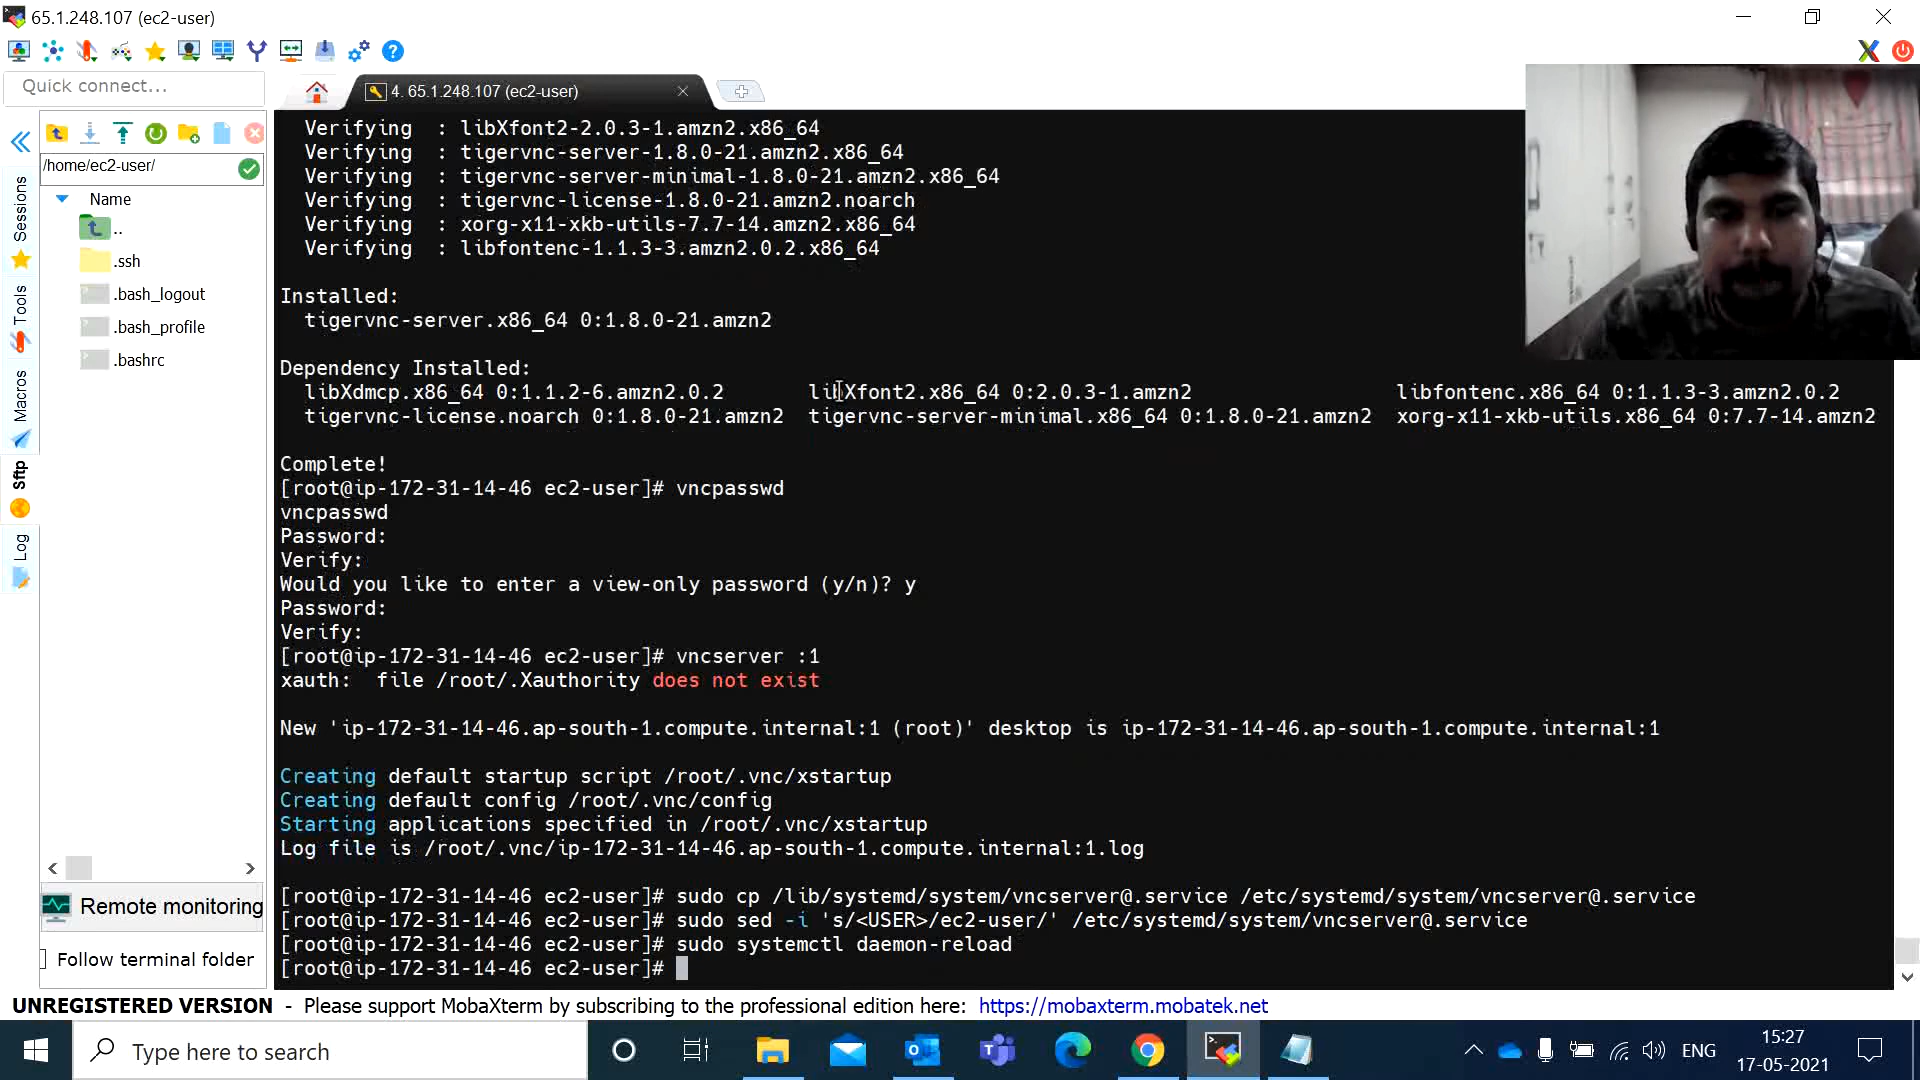 65.1.248.107 (ec2-user)
Quick connect...
4. 65.1.248.107 (ec2-user)
/home/ec2-user/
Name
..
.ssh
.bash_logout
.bash_profile
.bashrc
Sessions
Tools
Macros
Sftp
Log
Verifying : libXfont2-2.0.3-1.amzn2.x86_64
Verifying : tigervnc-server-1.8.0-21.amzn2.x86_64
Verifying : tigervnc-server-minimal-1.8.0-21.amzn2.x86_64
Verifying : tigervnc-license-1.8.0-21.amzn2.noarch
Verifying : xorg-x11-xkb-utils-7.7-14.amzn2.x86_64
Verifying : libfontenc-1.1.3-3.amzn2.0.2.x86_64
Installed:
tigervnc-server.x86_64 0:1.8.0-21.amzn2
Dependency Installed:
libXdmcp.x86_64 0:1.1.2-6.amzn2.0.2 libXfont2.x86_64 0:2.0.3-1.amzn2 libfontenc.x86_64 0:1.1.3-3.amzn2.0.2
tigervnc-license.noarch 0:1.8.0-21.amzn2 tigervnc-server-minimal.x86_64 0:1.8.0-21.amzn2 xorg-x11-xkb-utils.x86_64 0:7.7-14.amzn2
Complete!
[root@ip-172-31-14-46 ec2-user]# vncpasswd
vncpasswd
Password:
Verify:
Would you like to enter a view-only password (y/n)? y
Password:
Verify:
[root@ip-172-31-14-46 ec2-user]# vncserver :1
xauth: file /root/.Xauthority does not exist
New 'ip-172-31-14-46.ap-south-1.compute.internal:1 (root)' desktop is ip-172-31-14-46.ap-south-1.compute.internal:1
Creating default startup script /root/.vnc/xstartup
Creating default config /root/.vnc/config
Starting applications specified in /root/.vnc/xstartup
Log file is /root/.vnc/ip-172-31-14-46.ap-south-1.compute.internal:1.log
[root@ip-172-31-14-46 ec2-user]# sudo cp /lib/systemd/system/vncserver@.service /etc/systemd/system/vncserver@.service
[root@ip-172-31-14-46 ec2-user]# sudo sed -i 's/<USER>/ec2-user/' /etc/systemd/system/vncserver@.service
[root@ip-172-31-14-46 ec2-user]# sudo systemctl daemon-reload
[root@ip-172-31-14-46 ec2-user]#
Remote monitoring
Follow terminal folder
UNREGISTERED VERSION - Please support MobaXterm by subscribing to the professional edition here: https://mobaxterm.mobatek.net
Type here to search
ENG
15:27
17-05-2021